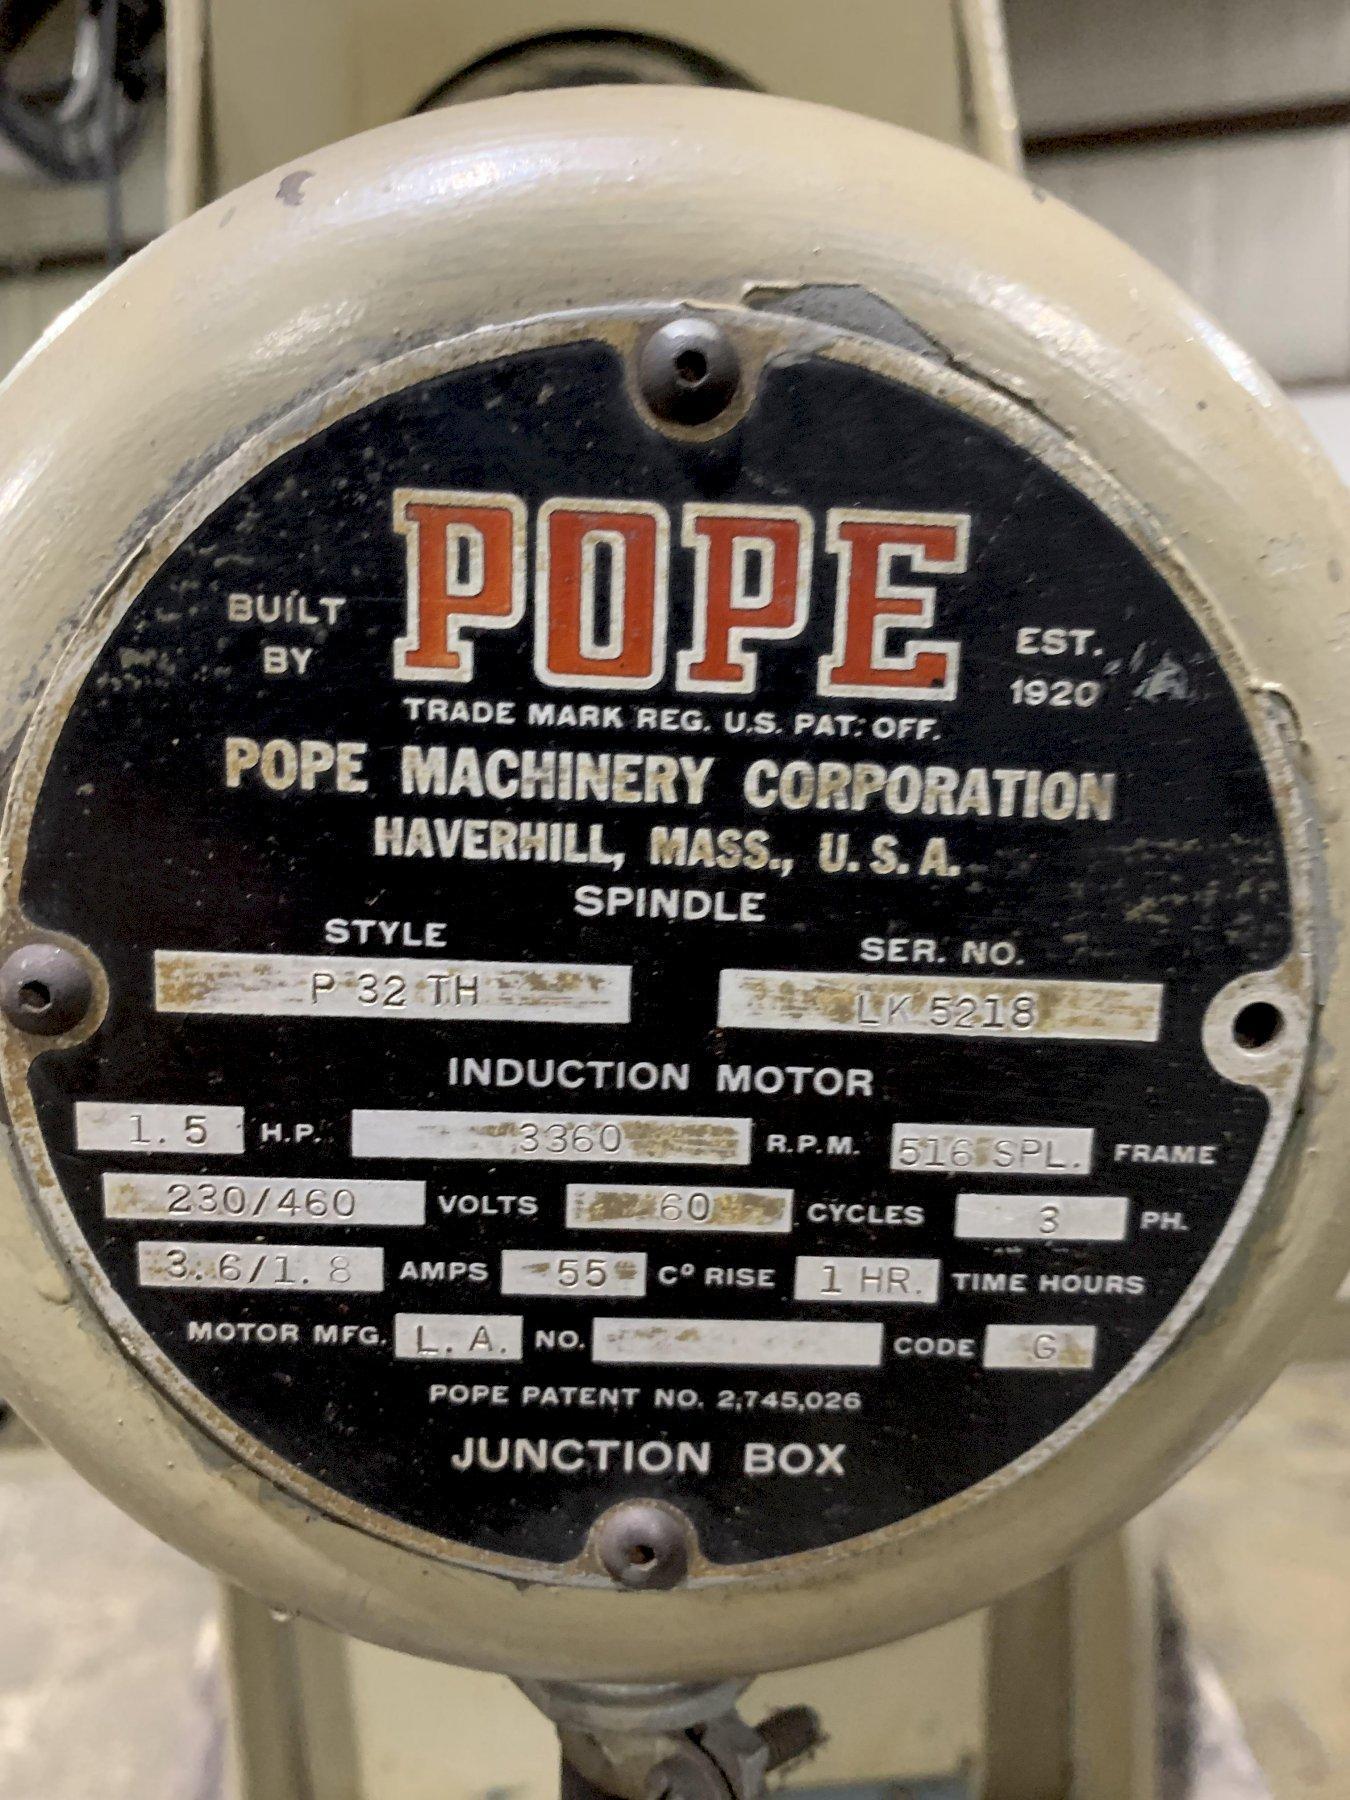 BUILT BY POPE EST. 1920
TRADE MARK REG. U.S. PAT. OFF.
POPE MACHINERY CORPORATION
HAVERHILL, MASS., U.S.A.
SPINDLE
STYLE SER. NO.
P 32 TH LK 5218
INDUCTION MOTOR
1.5 H.P. 3360 R.P.M. 516 SPL. FRAME
230/460 VOLTS 60 CYCLES 3 PH.
3.6/1.8 AMPS 55 C° RISE 1 HR. TIME HOURS
MOTOR MFG. L.A. NO. CODE G
POPE PATENT NO. 2,745,026
JUNCTION BOX